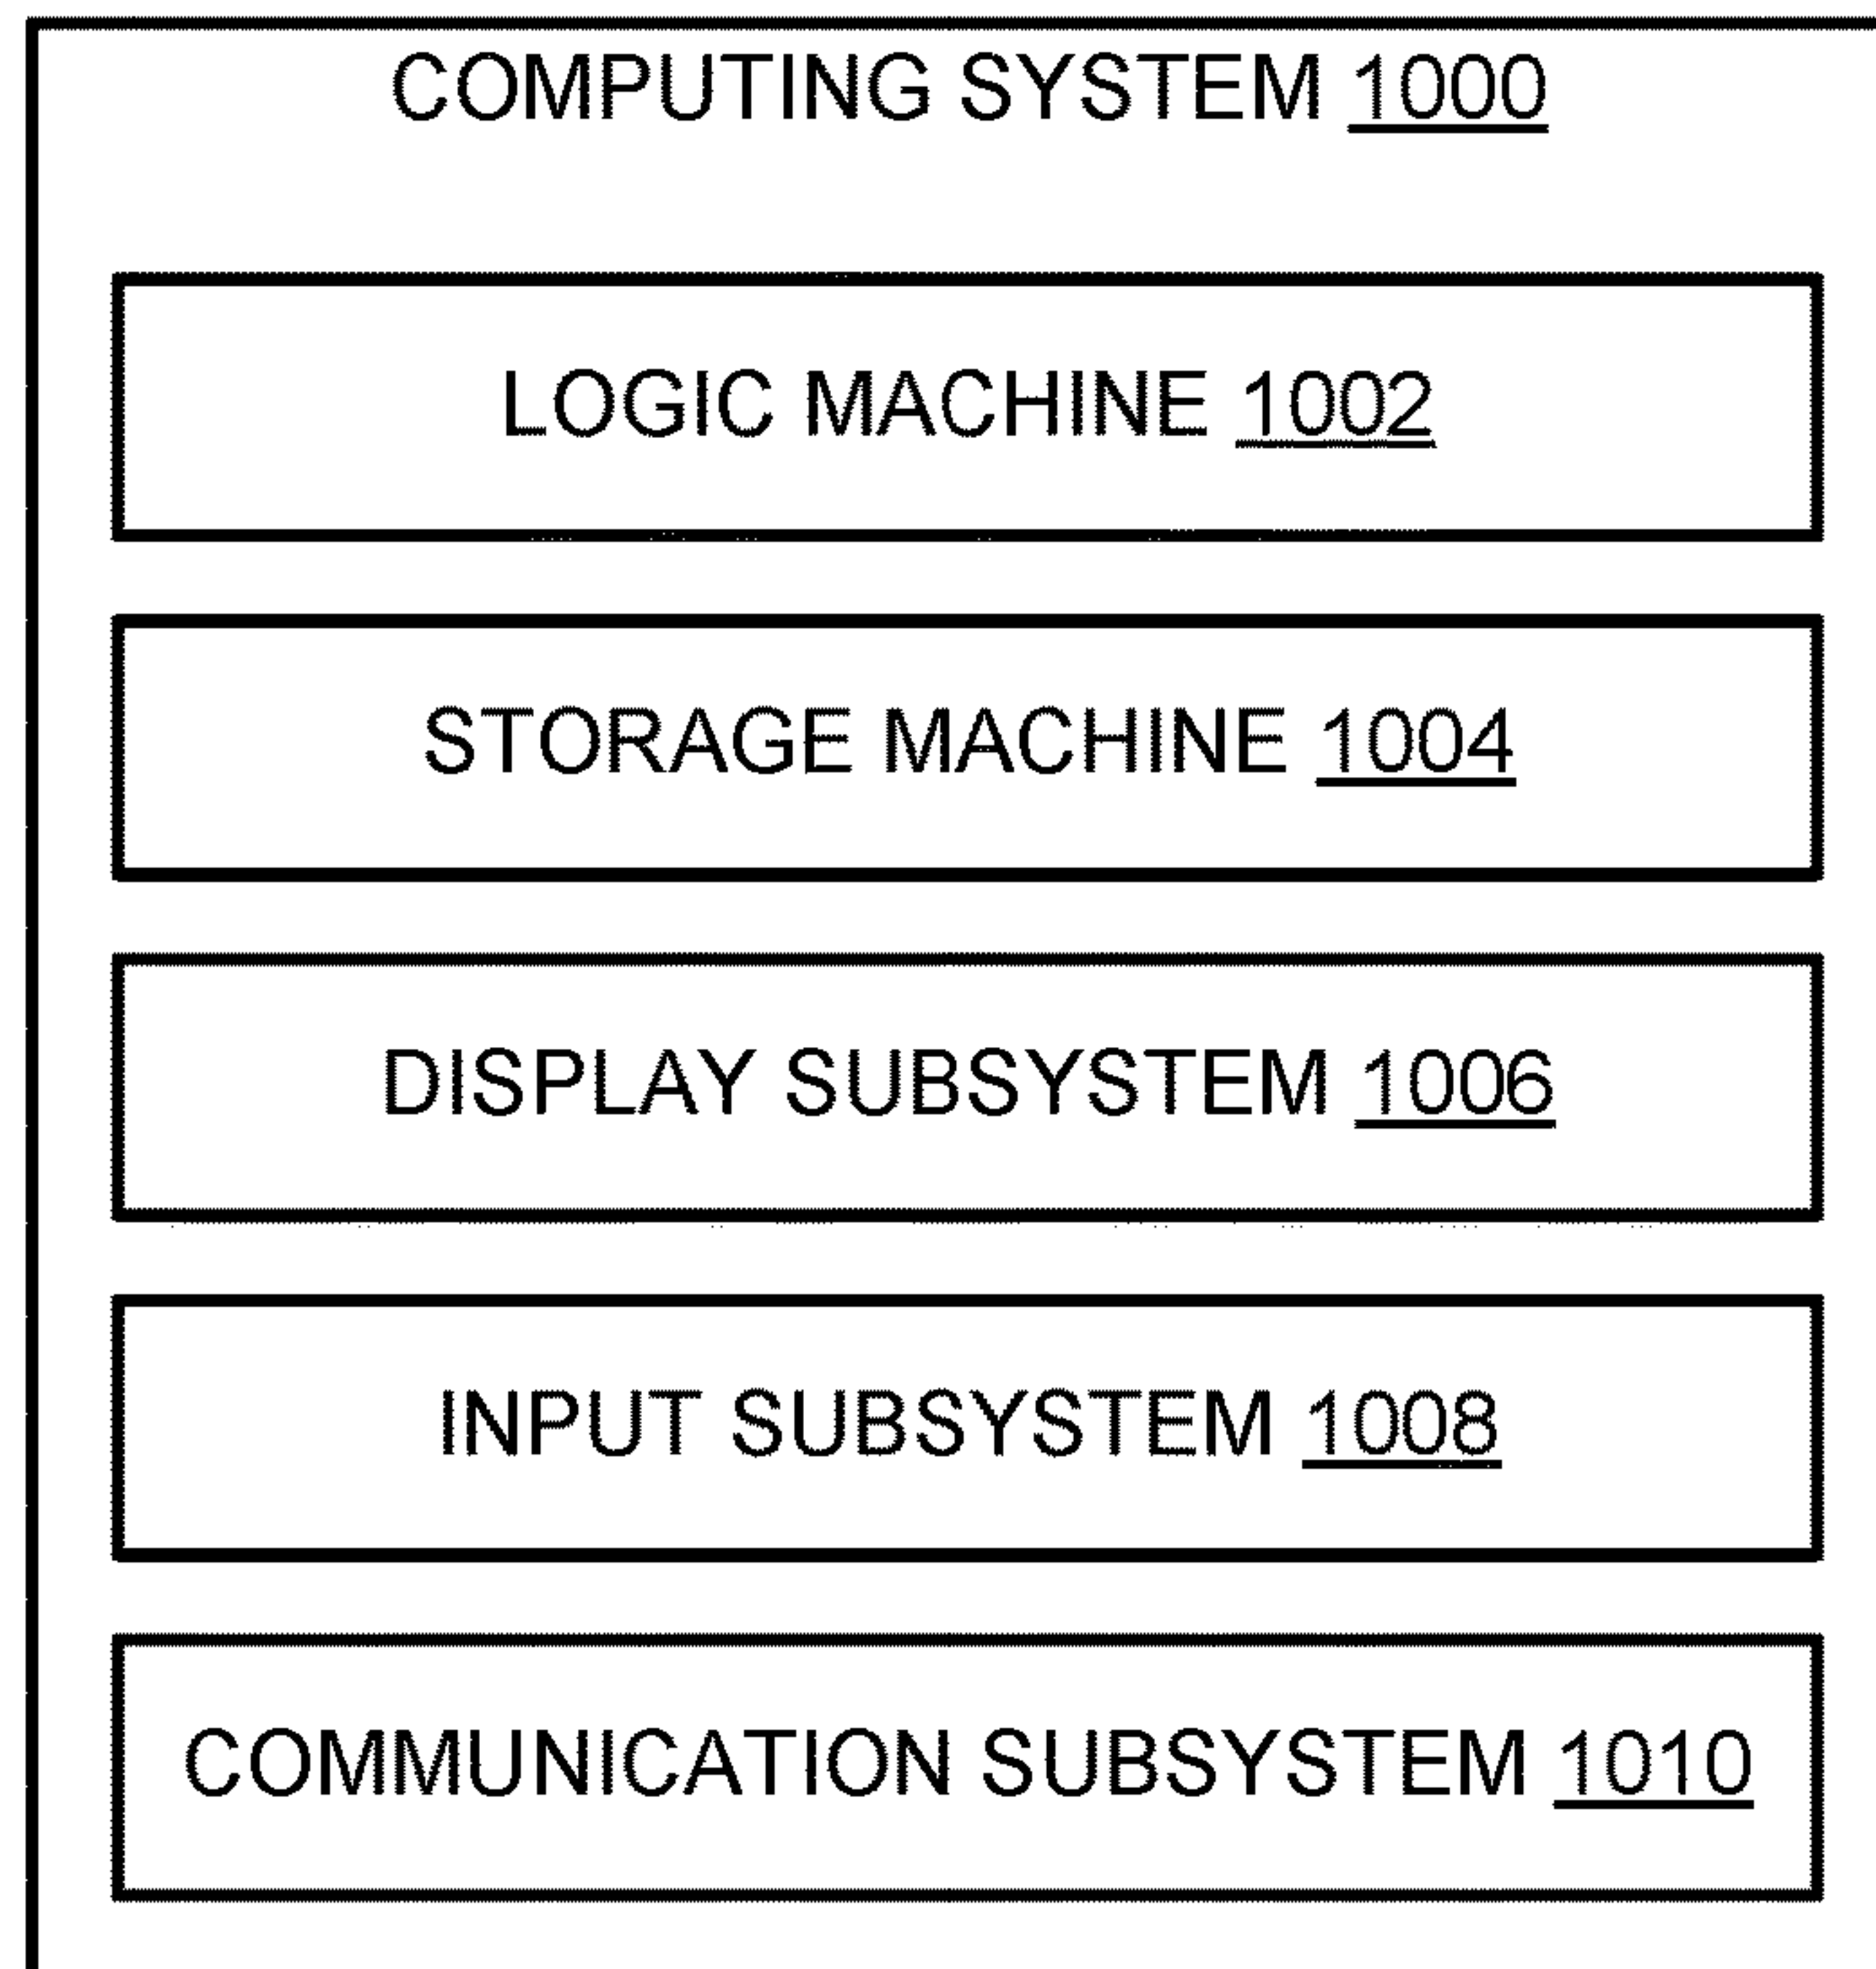 COMPUTING SYSTEM 1000
LOGIC MACHINE 1002
STORAGE MACHINE 1004
DISPLAY SUBSYSTEM 1006
INPUT SUBSYSTEM 1008
COMMUNICATION SUBSYSTEM 1010